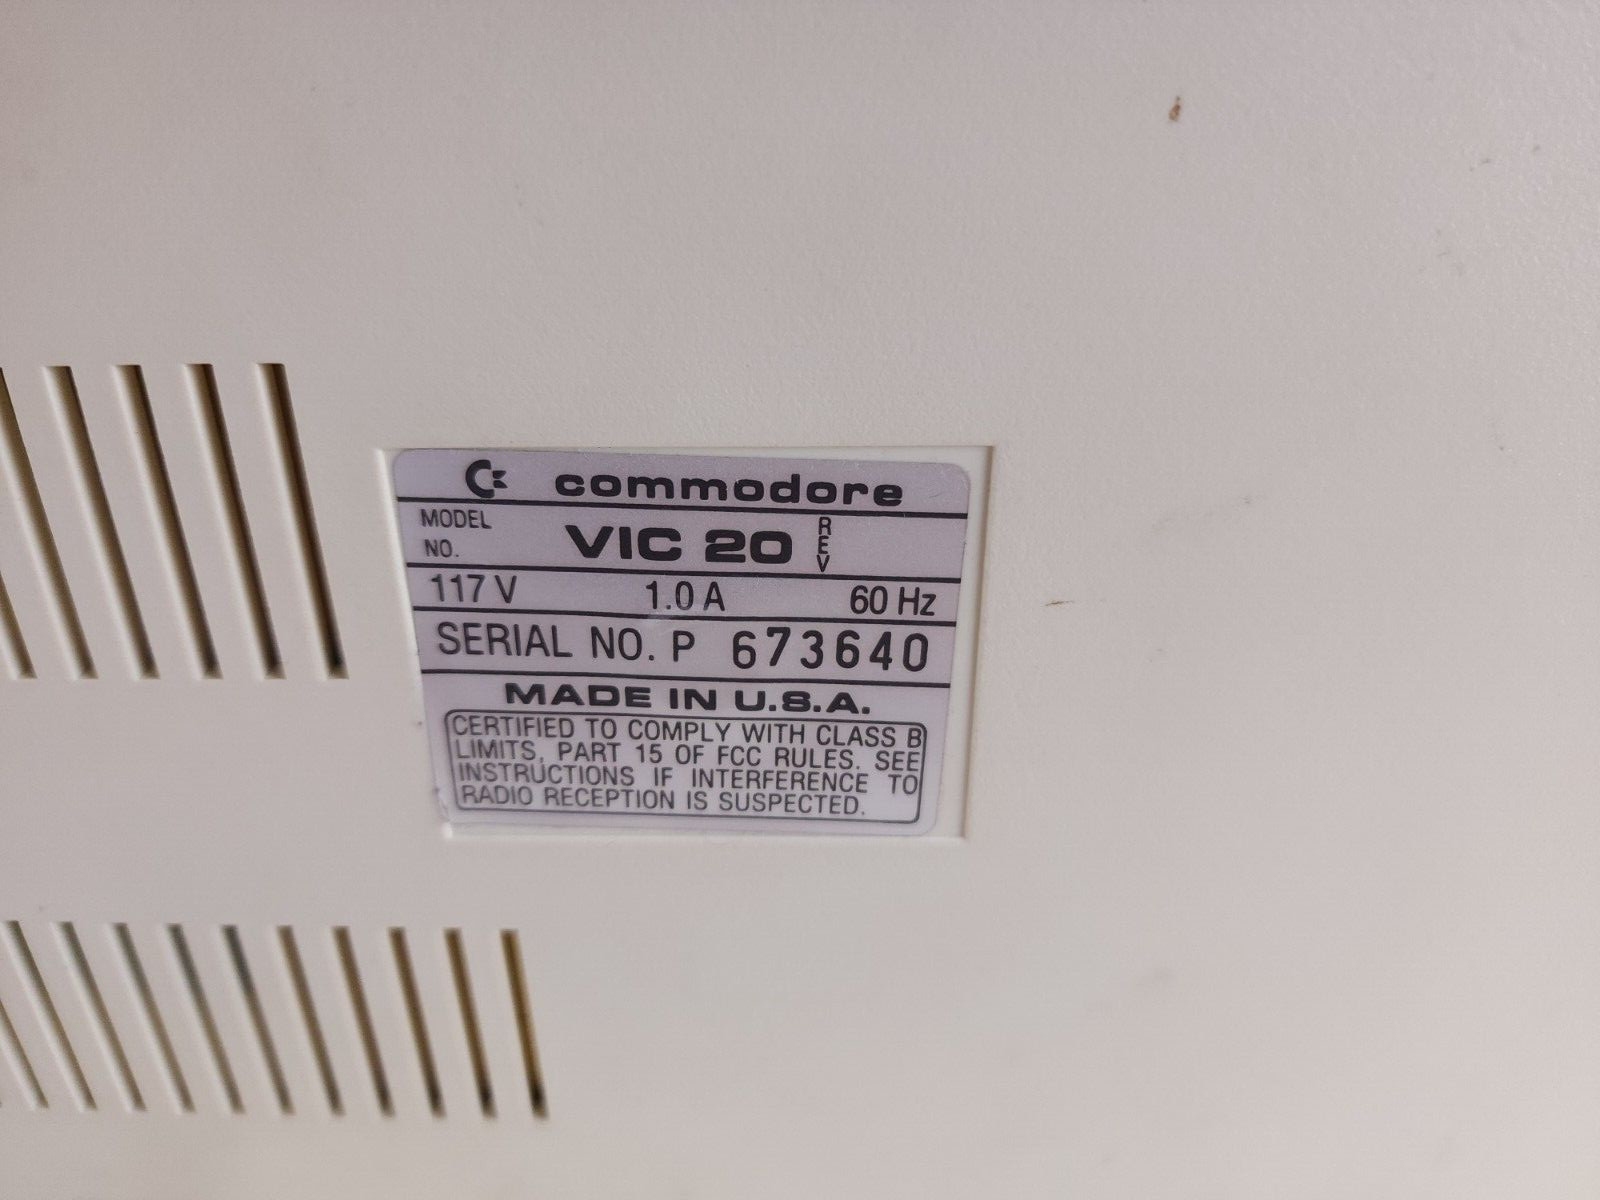 commodore
MODEL NO. VIC 20 REV
117 V 1.0 A 60 Hz
SERIAL NO. P 673640
MADE IN U.S.A.
CERTIFIED TO COMPLY WITH CLASS B
LIMITS, PART 15 OF FCC RULES. SEE
INSTRUCTIONS IF INTERFERENCE TO
RADIO RECEPTION IS SUSPECTED.